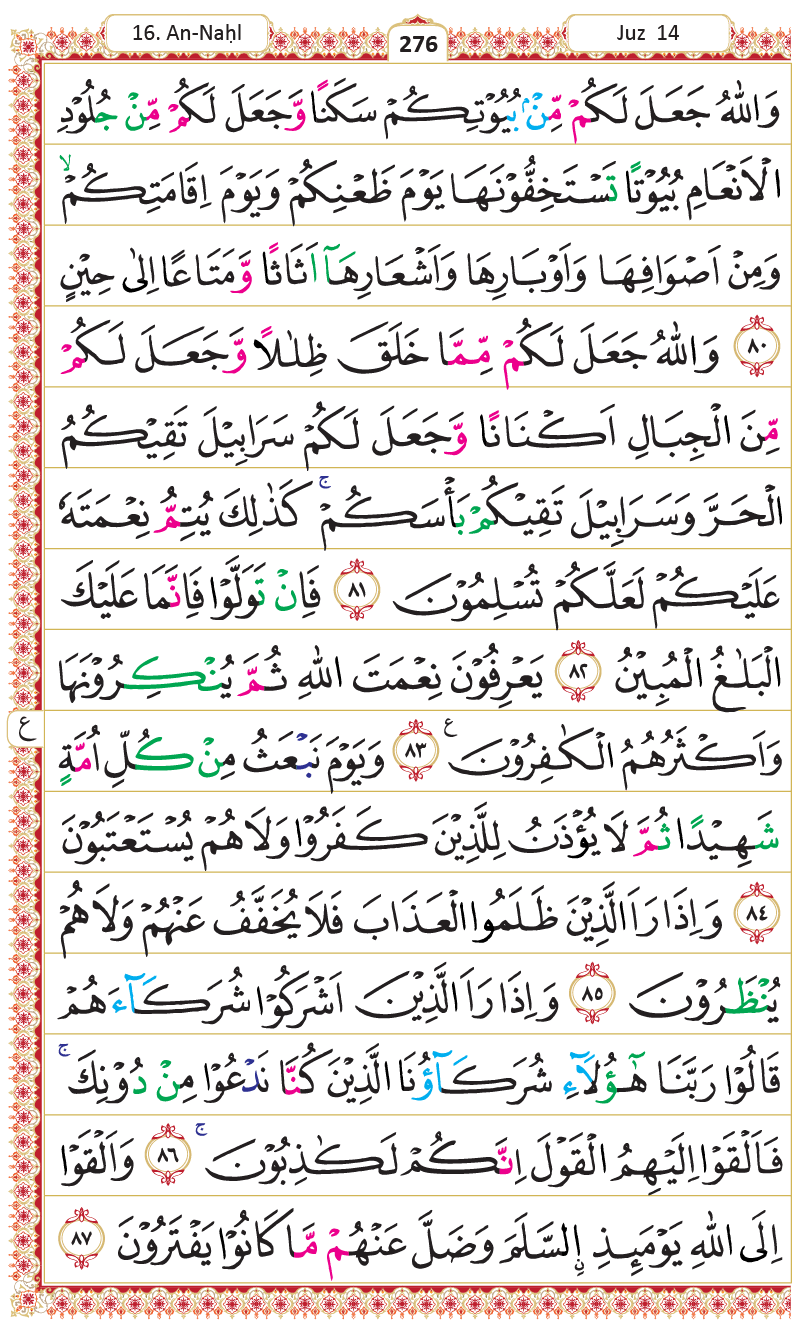 16. An-Naḥl
276
Juz 14
وَاللّٰهُ جَعَلَ لَكُمْ مِّنْۢ بُيُوْتِكُمْ سَكَنًا وَّجَعَلَ لَكُمْ مِّنْ جُلُوْدِ
الْاَنْعَامِ بُيُوْتًا تَسْتَخِفُّوْنَهَا يَوْمَ ظَعْنِكُمْ وَيَوْمَ اِقَامَتِكُمْۙ
وَمِنْ اَصْوَافِهَا وَاَوْبَارِهَا وَاَشْعَارِهَآ اَثَاثًا وَّمَتَاعًا اِلٰى حِيْنٍ
٨٠ وَاللّٰهُ جَعَلَ لَكُمْ مِّمَّا خَلَقَ ظِلٰلًا وَّجَعَلَ لَكُمْ
مِّنَ الْجِبَالِ اَكْنَانًا وَّجَعَلَ لَكُمْ سَرَابِيْلَ تَقِيْكُمُ
الْحَرَّ وَسَرَابِيْلَ تَقِيْكُمْ بَأْسَكُمْۚ كَذٰلِكَ يُتِمُّ نِعْمَتَهٗ
عَلَيْكُمْ لَعَلَّكُمْ تُسْلِمُوْنَ ٨١ فَاِنْ تَوَلَّوْا فَاِنَّمَا عَلَيْكَ
الْبَلٰغُ الْمُبِيْنُ ٨٢ يَعْرِفُوْنَ نِعْمَتَ اللّٰهِ ثُمَّ يُنْكِرُوْنَهَا
وَاَكْثَرُهُمُ الْكٰفِرُوْنَ ع ٨٣ وَيَوْمَ نَبْعَثُ مِنْ كُلِّ اُمَّةٍ
ع
شَهِيْدًا ثُمَّ لَا يُؤْذَنُ لِلَّذِيْنَ كَفَرُوْا وَلَا هُمْ يُسْتَعْتَبُوْنَ
٨٤ وَاِذَا رَاَ الَّذِيْنَ ظَلَمُوا الْعَذَابَ فَلَا يُخَفَّفُ عَنْهُمْ وَلَا هُمْ
يُنْظَرُوْنَ ٨٥ وَاِذَا رَاَ الَّذِيْنَ اَشْرَكُوْا شُرَكَاۤءَهُمْ
قَالُوْا رَبَّنَا هٰٓؤُلَاۤءِ شُرَكَاۤؤُنَا الَّذِيْنَ كُنَّا نَدْعُوْا مِنْ دُوْنِكَۚ
فَاَلْقَوْا اِلَيْهِمُ الْقَوْلَ اِنَّكُمْ لَكٰذِبُوْنَۚ ٨٦ وَاَلْقَوْا
اِلَى اللّٰهِ يَوْمَىِٕذِ ࣙالسَّلَمَ وَضَلَّ عَنْهُمْ مَّا كَانُوْا يَفْتَرُوْنَ ٨٧